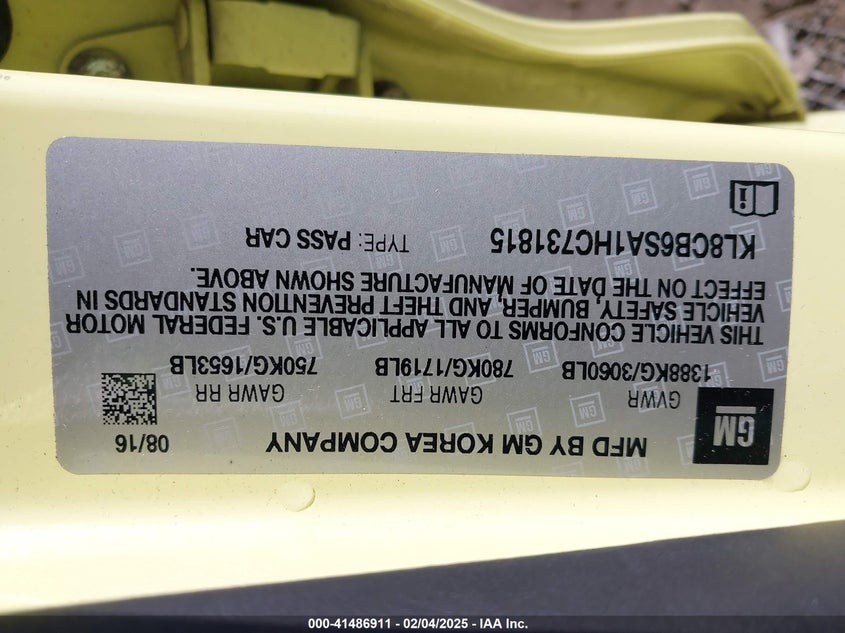 GM
MFD BY GM KOREA COMPANY
08/16
GVWR
GAWR FRT
GAWR RR
1388KG/3060LB
780KG/1719LB
750KG/1653LB
THIS VEHICLE CONFORMS TO ALL APPLICABLE U.S. FEDERAL MOTOR
VEHICLE SAFETY, BUMPER, AND THEFT PREVENTION STANDARDS IN
EFFECT ON THE DATE OF MANUFACTURE SHOWN ABOVE.
KL8CB6SA1HC731815
TYPE: PASS CAR
000-41486911 - 02/04/2025 - IAA Inc.